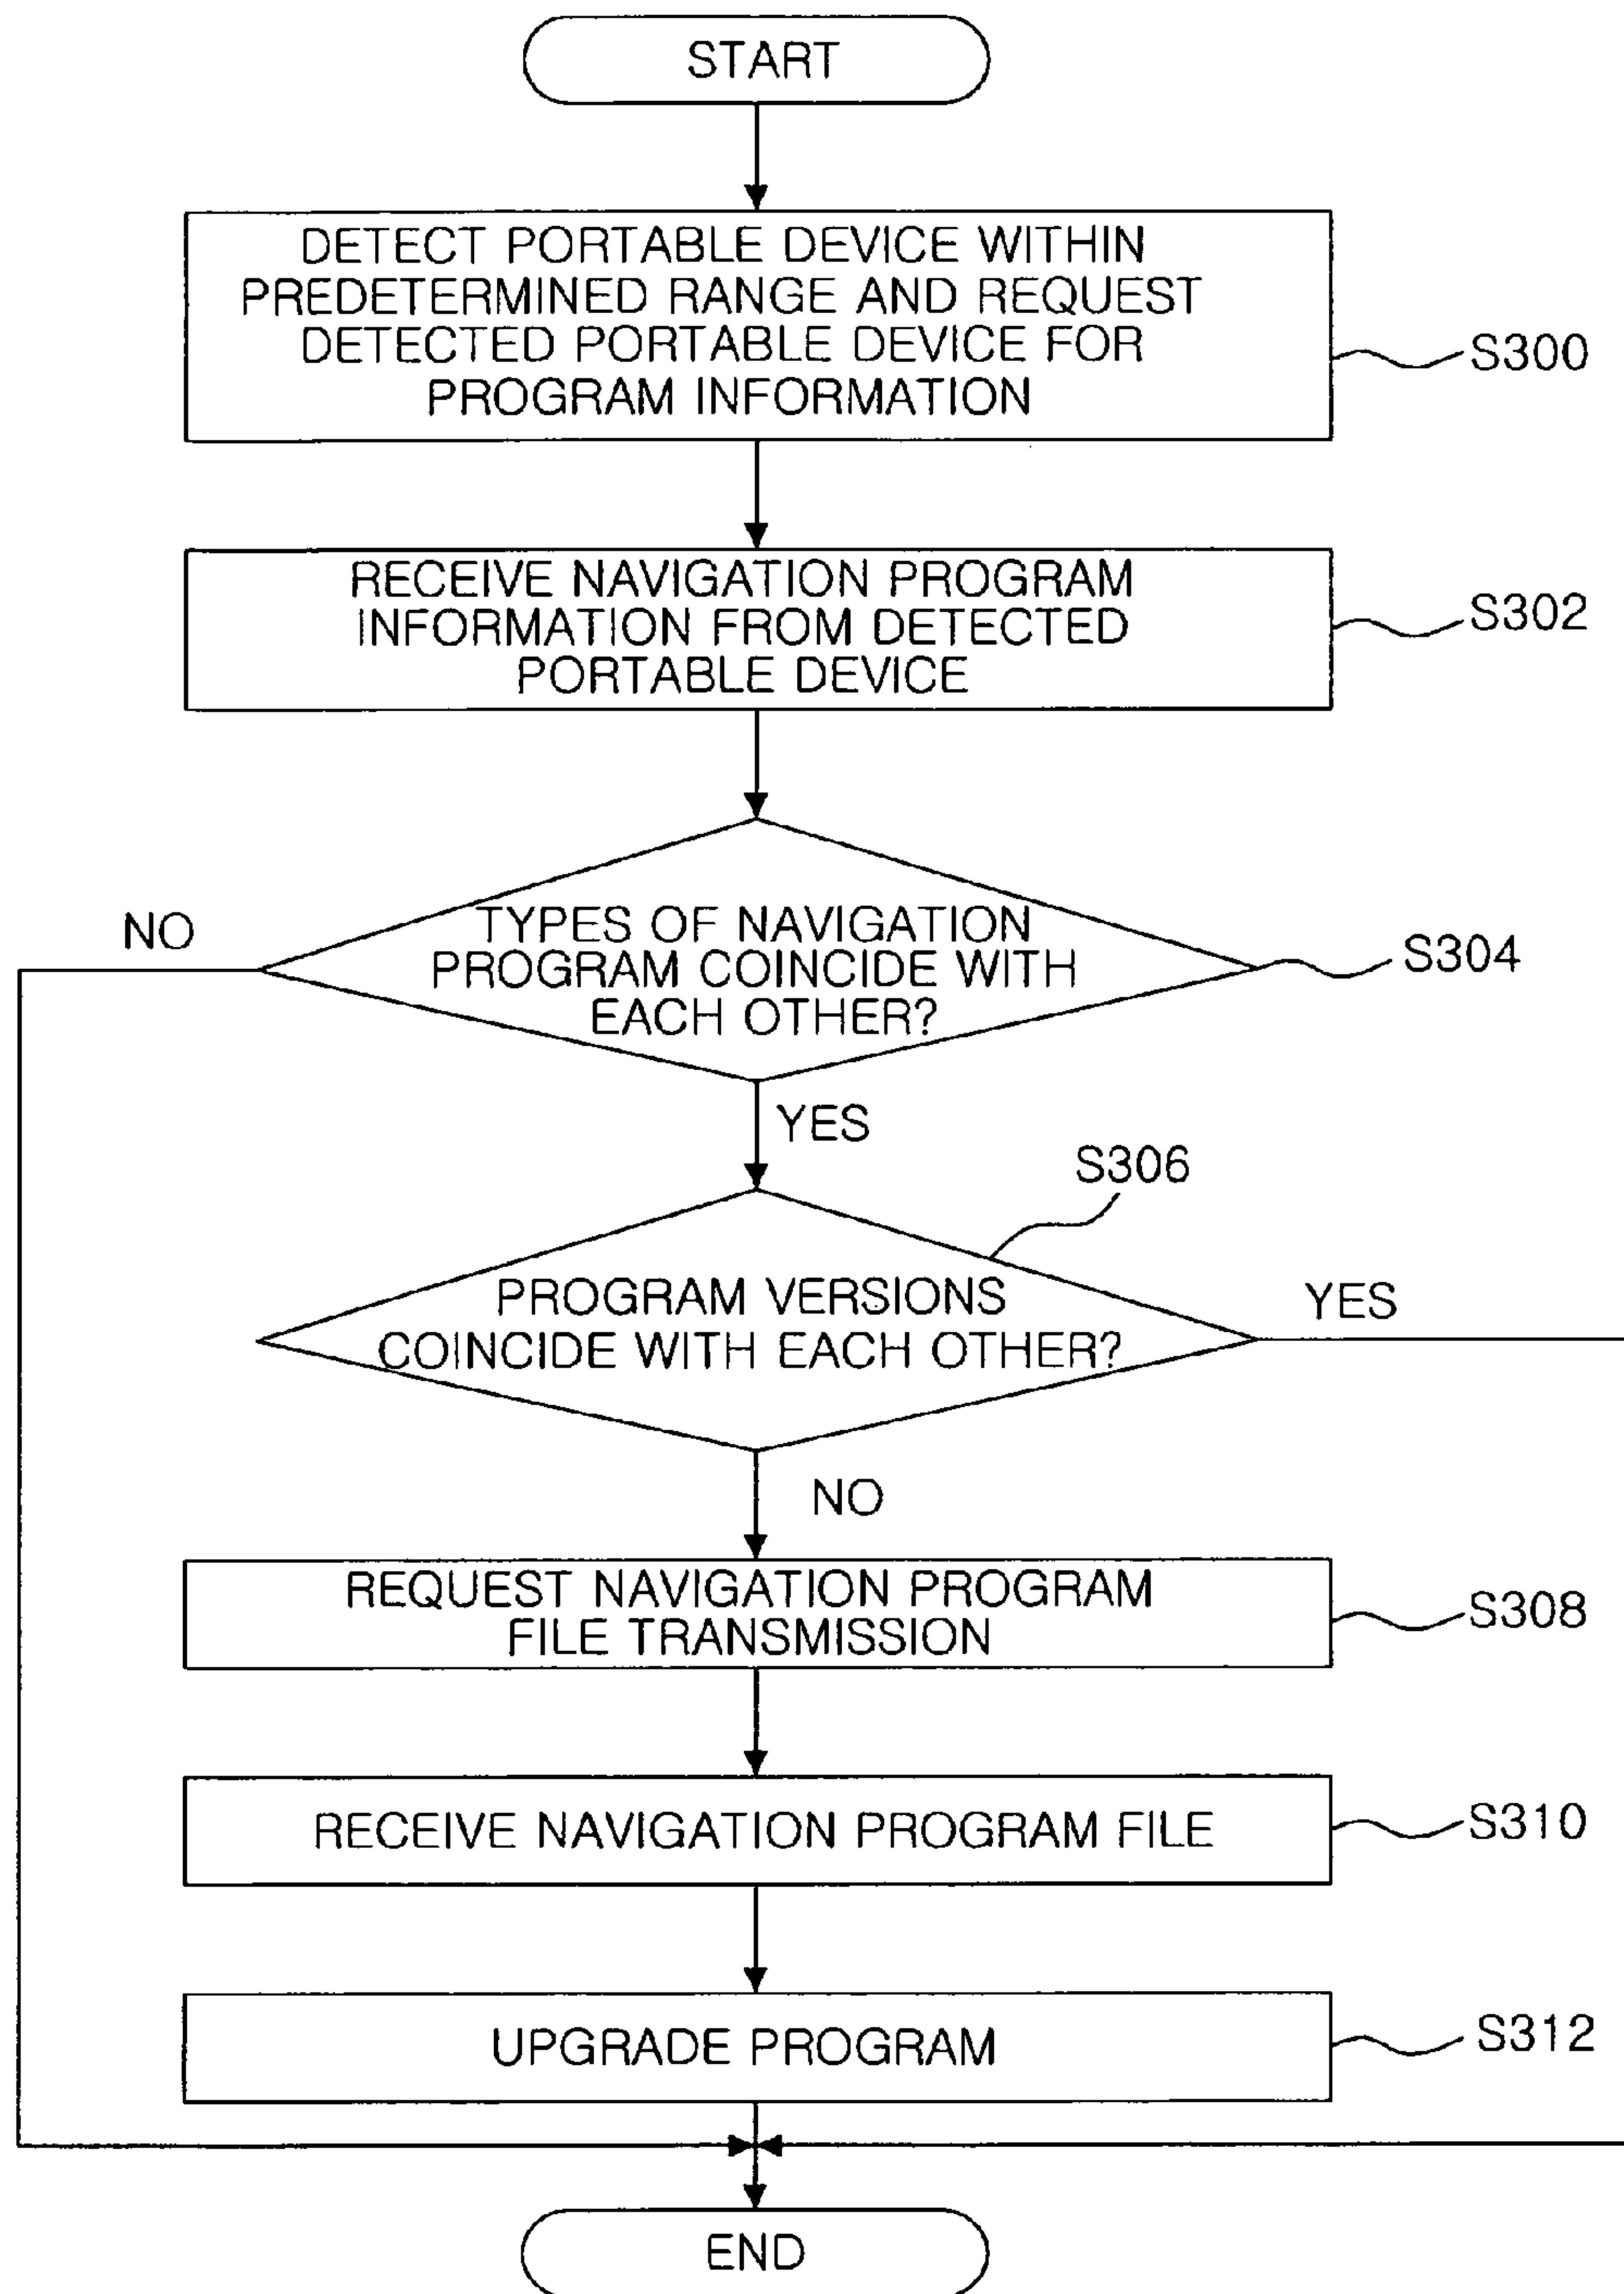 START
DETECT PORTABLE DEVICE WITHIN
PREDETERMINED RANGE AND REQUEST
DETECTED PORTABLE DEVICE FOR
PROGRAM INFORMATION
S300
RECEIVE NAVIGATION PROGRAM
INFORMATION FROM DETECTED
PORTABLE DEVICE
S302
NO
TYPES OF NAVIGATION
PROGRAM COINCIDE WITH
EACH OTHER?
S304
YES
S306
PROGRAM VERSIONS
COINCIDE WITH EACH OTHER?
YES
NO
REQUEST NAVIGATION PROGRAM
FILE TRANSMISSION
S308
RECEIVE NAVIGATION PROGRAM FILE
S310
UPGRADE PROGRAM
S312
END